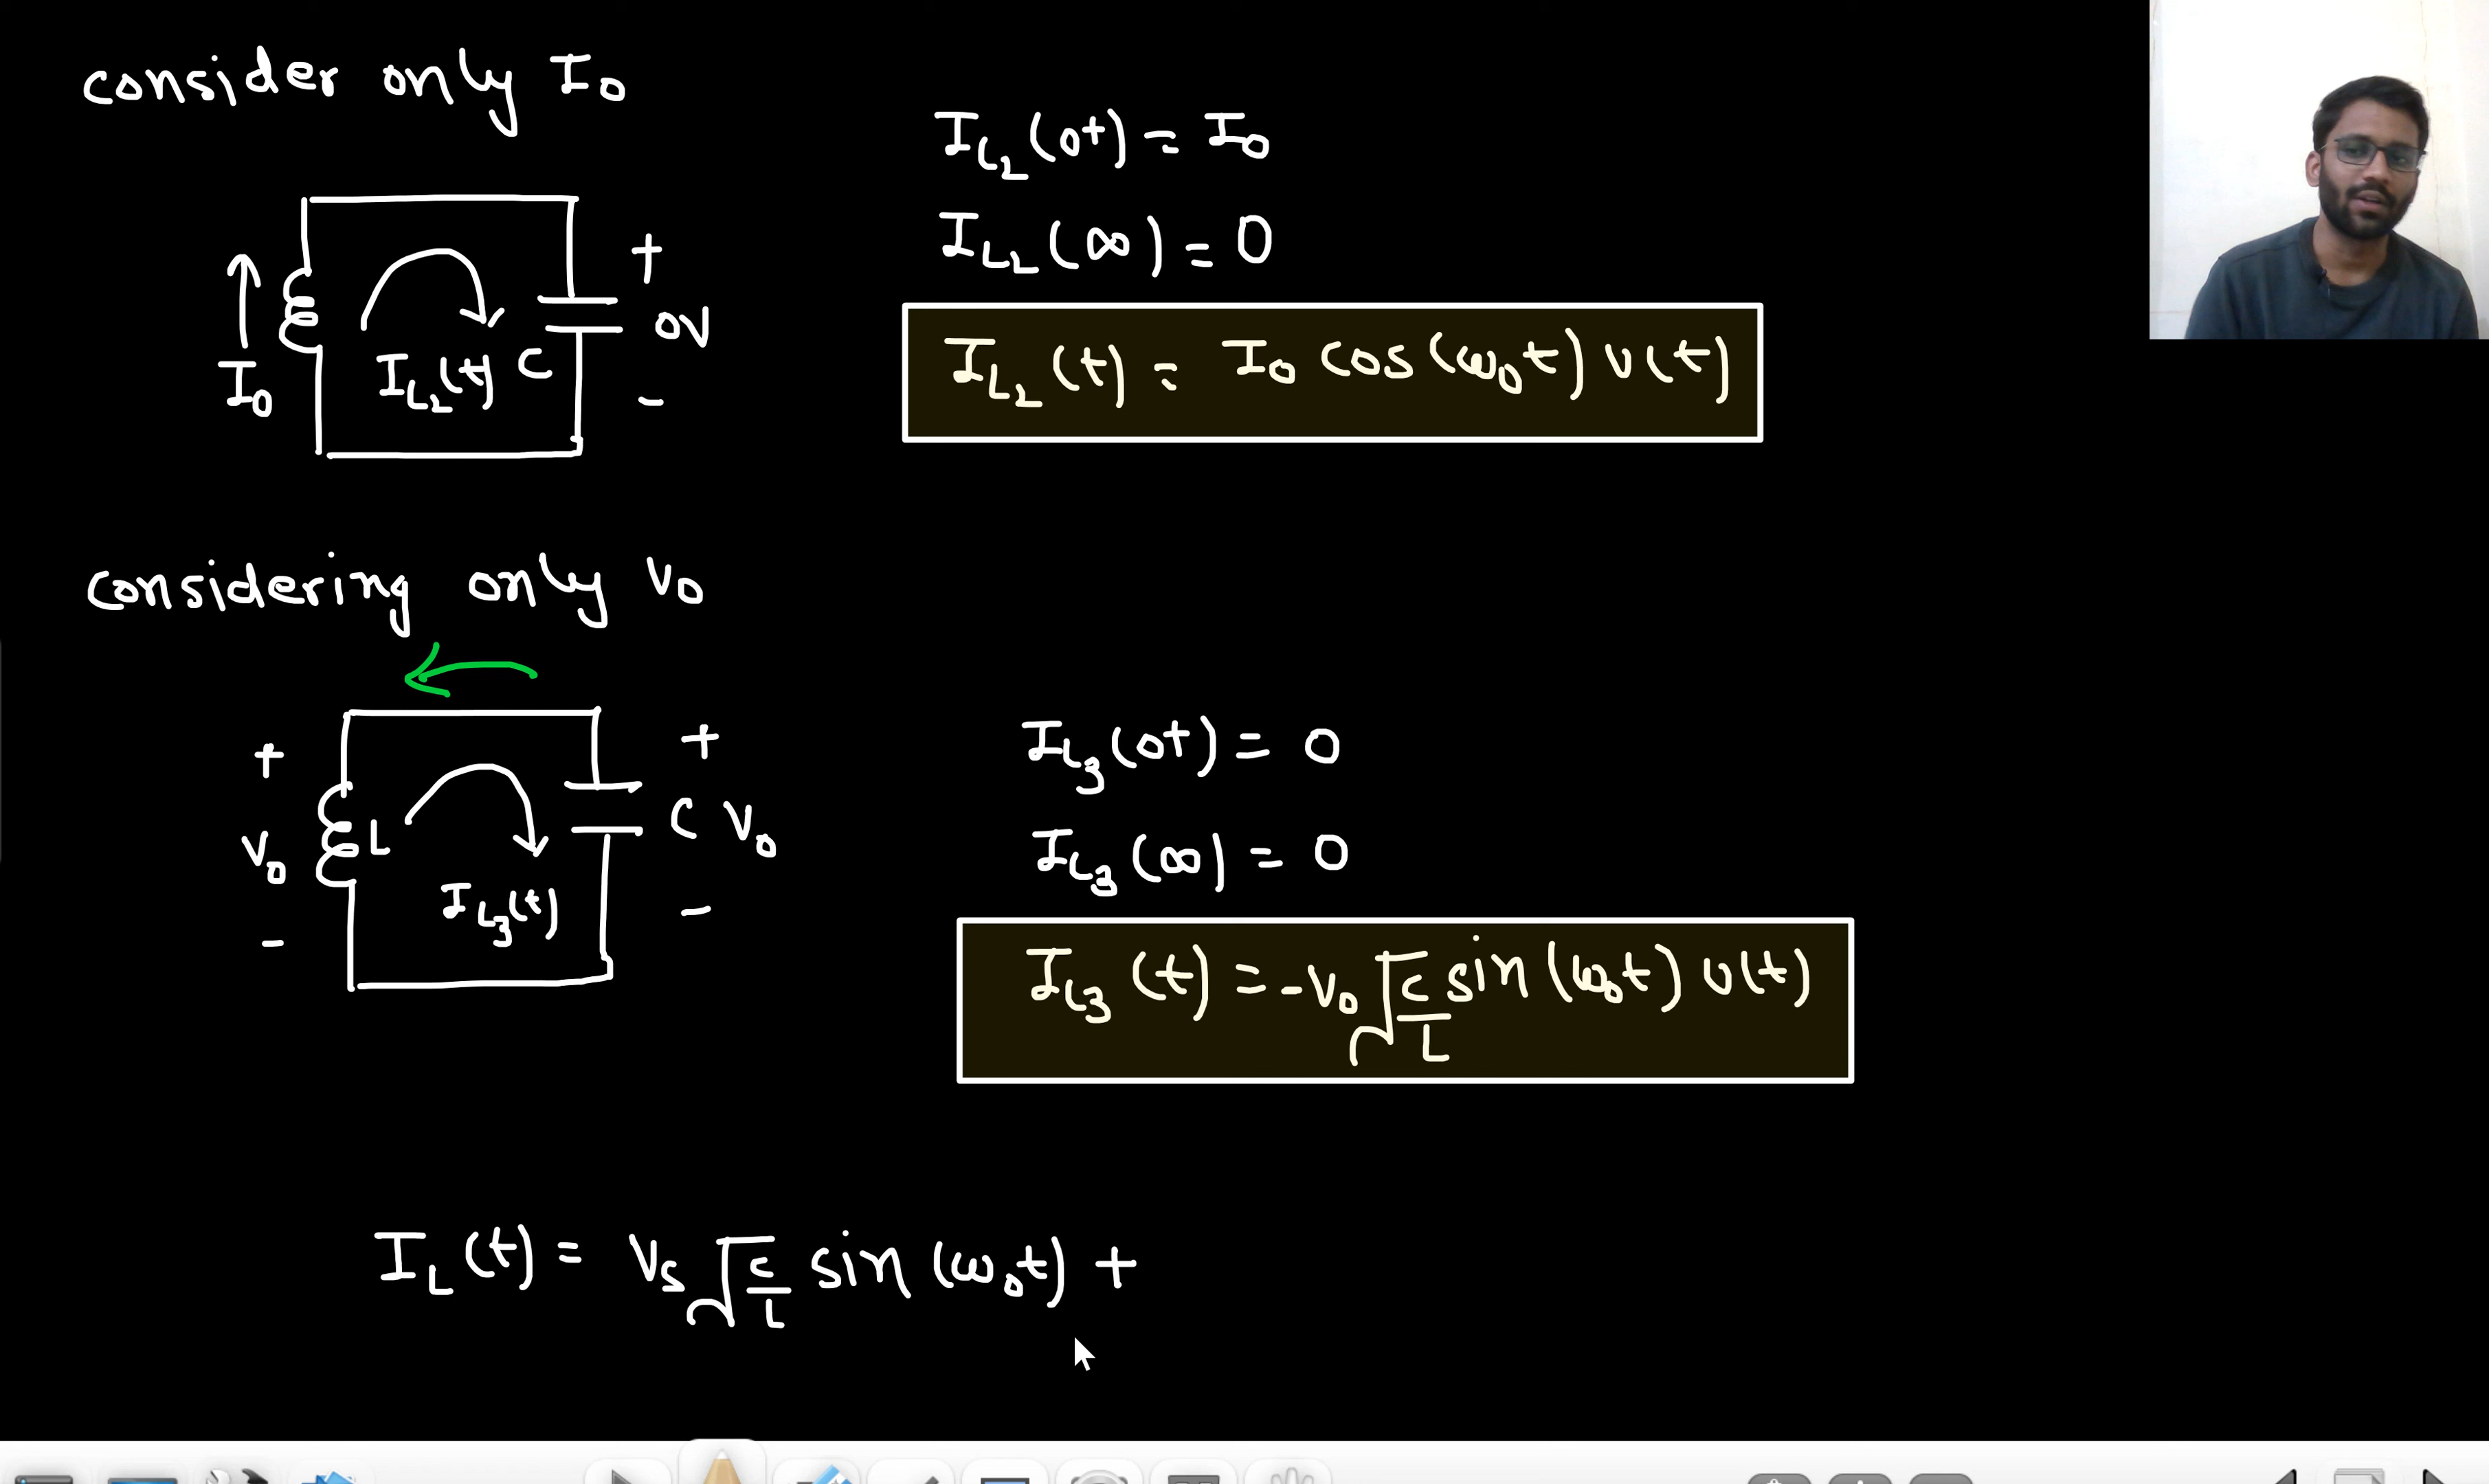 consider only I₀
I_L₂(0+) = I₀
I_L₂(∞) = 0
I_L₂(t) = I₀ cos(ω₀t) u(t)
+
0V
-
I₀
I_L₂(t)
C
considering only V₀
+
V₀
-
L
I_L₃(t)
+
C V₀
-
I_L₃(0+) = 0
I_L₃(∞) = 0
I_L₃(t) = -V₀ √(C/L) sin(ω₀t) u(t)
I_L(t) = Vs √(C/L) sin(ω₀t) +